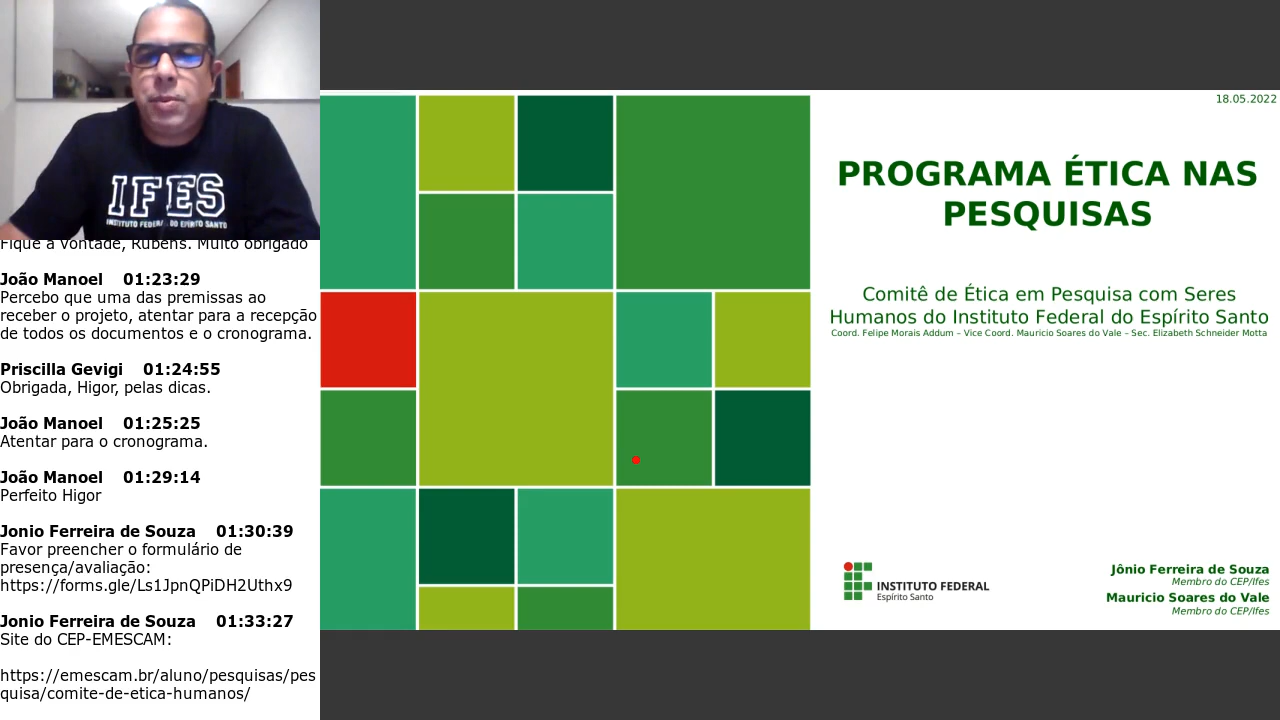 IFES
INSTITUTO FEDERAL DO ESPÍRITO SANTO
Fique à vontade, Rubens. Muito obrigado
João Manoel 01:23:29
Percebo que uma das premissas ao
receber o projeto, atentar para a recepção
de todos os documentos e o cronograma.
Priscilla Gevigi 01:24:55
Obrigada, Higor, pelas dicas.
João Manoel 01:25:25
Atentar para o cronograma.
João Manoel 01:29:14
Perfeito Higor
Jonio Ferreira de Souza 01:30:39
Favor preencher o formulário de
presença/avaliação:
https://forms.gle/Ls1JpnQPiDH2Uthx9
Jonio Ferreira de Souza 01:33:27
Site do CEP-EMESCAM:
https://emescam.br/aluno/pesquisas/pes
quisa/comite-de-etica-humanos/
18.05.2022
PROGRAMA ÉTICA NAS
PESQUISAS
Comitê de Ética em Pesquisa com Seres
Humanos do Instituto Federal do Espírito Santo
Coord. Felipe Morais Addum – Vice Coord. Mauricio Soares do Vale – Sec. Elizabeth Schneider Motta
INSTITUTO FEDERAL
Espírito Santo
Jônio Ferreira de Souza
Membro do CEP/Ifes
Mauricio Soares do Vale
Membro do CEP/Ifes